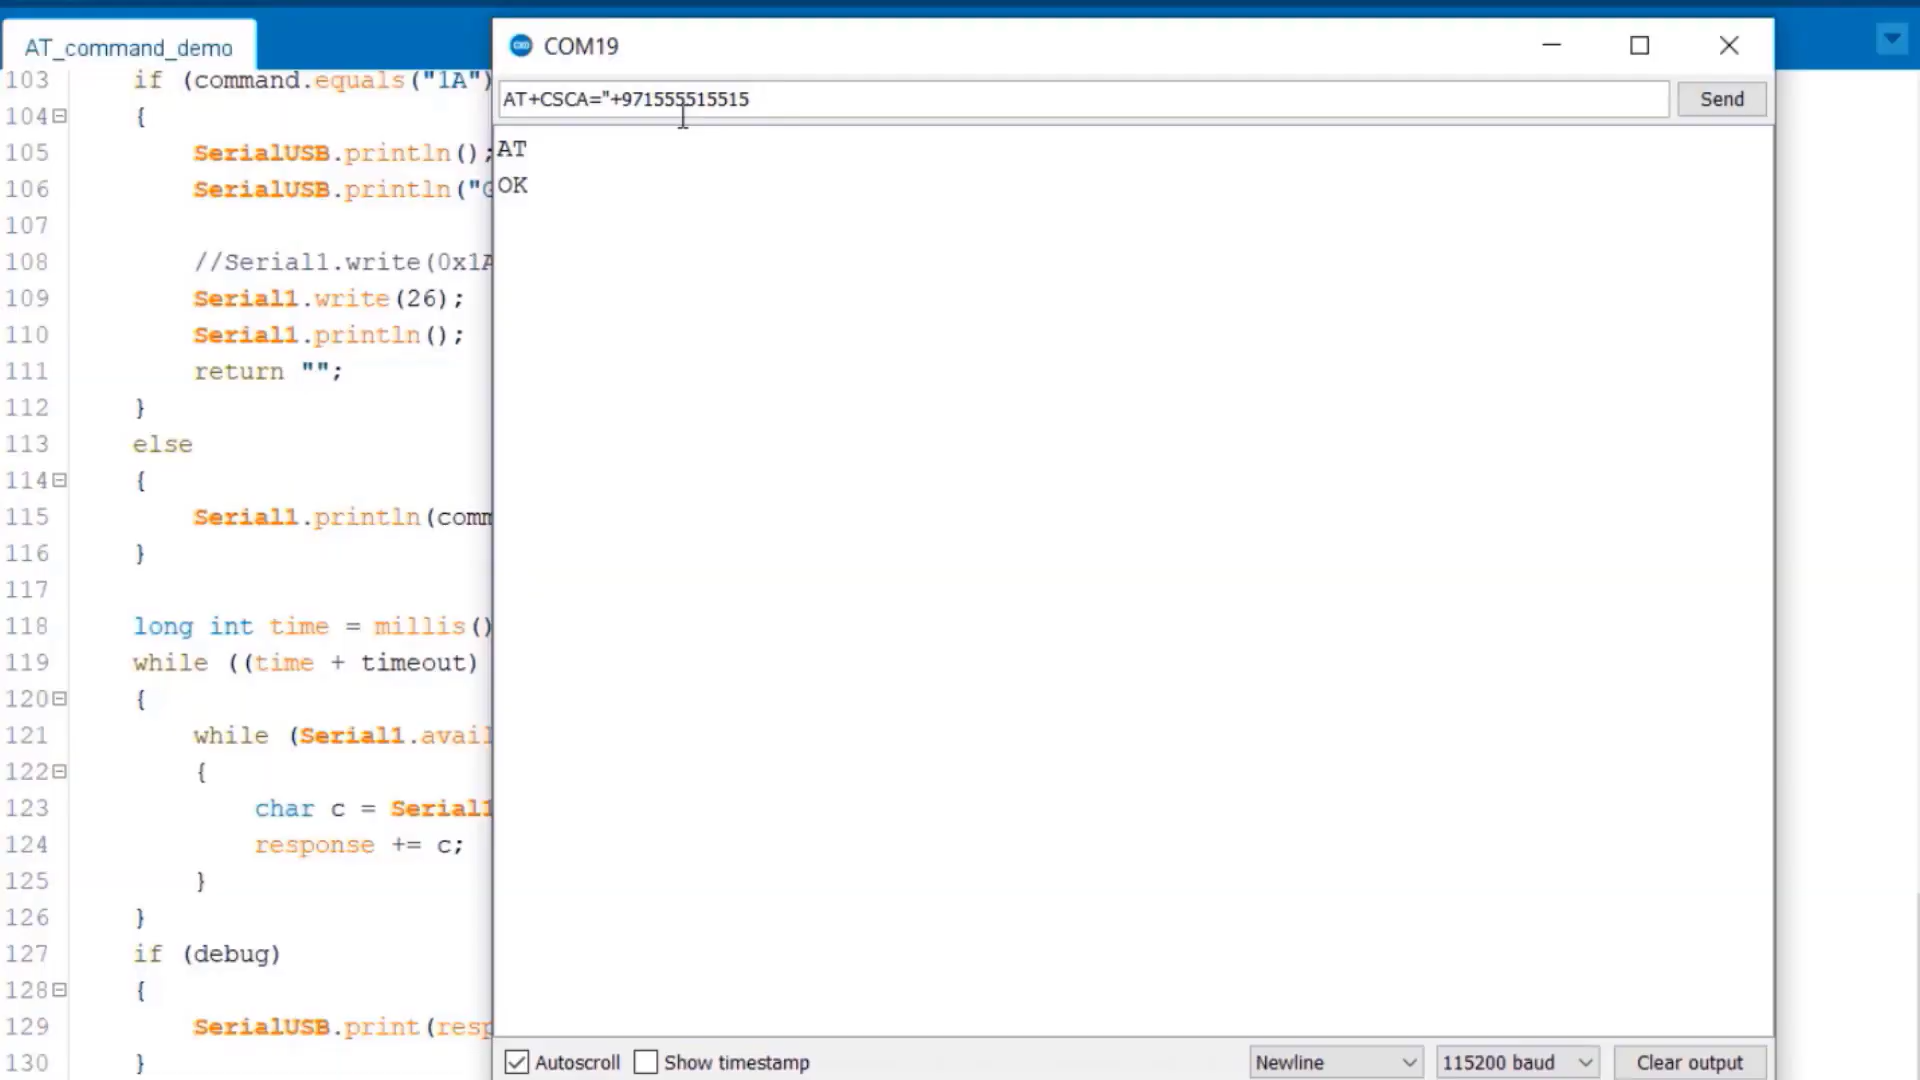 AT_command_demo
COM19
AT+CSCA="+971555515515
Send
AT
OK
103 if (command.equals("1A")
104 {
105 SerialUSB.println();
106 SerialUSB.println("G
107
108 //Serial1.write(0x1A
109 Serial1.write(26);
110 Serial1.println();
111 return "";
112 }
113 else
114 {
115 Serial1.println(comm
116 }
117
118 long int time = millis()
119 while ((time + timeout)
120 {
121 while (Serial1.avail
122 {
123 char c = Serial1
124 response += c;
125 }
126 }
127 if (debug)
128 {
129 SerialUSB.print(resp
130 }
Autoscroll
Show timestamp
Newline
115200 baud
Clear output